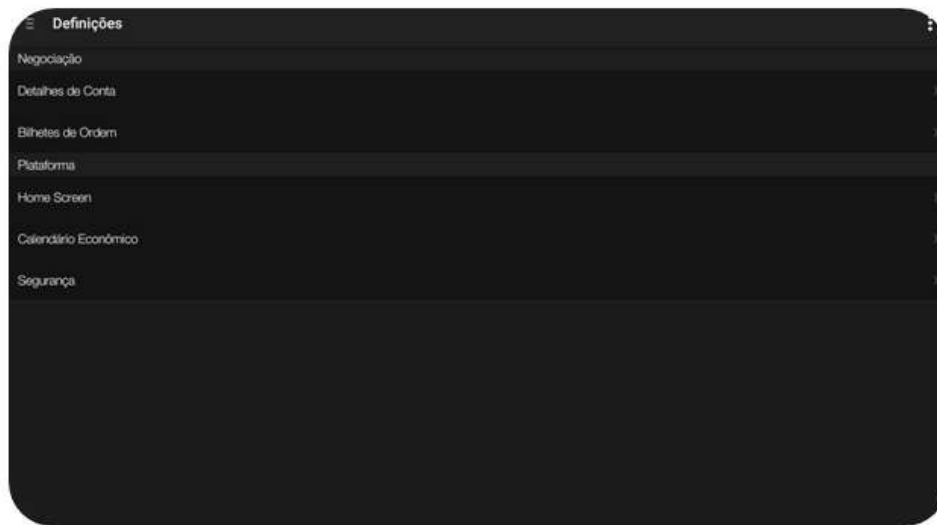 Definições
Negociação
Detalhes de Conta
Bilhetes de Ordem
Plataforma
Home Screen
Calendário Económico
Segurança